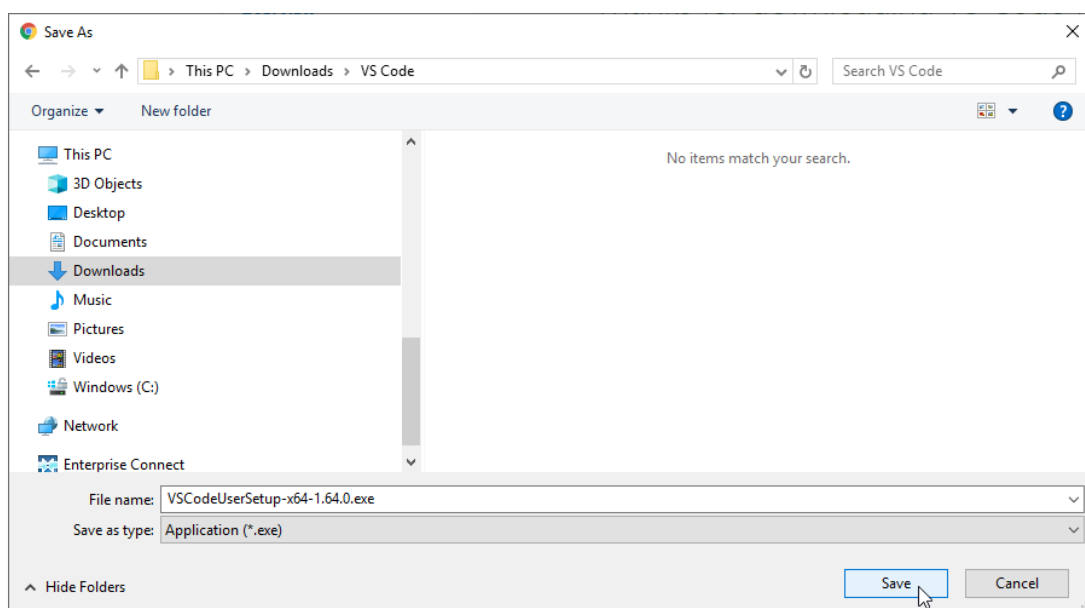 Save As
This PC > Downloads > VS Code
Search VS Code
Organize
New folder
This PC
No items match your search.
3D Objects
Desktop
Documents
Downloads
Music
Pictures
Videos
Windows (C:)
Network
Enterprise Connect
File name: VSCodeUserSetup-x64-1.64.0.exe
Save as type: Application (*.exe)
Hide Folders
Save
Cancel